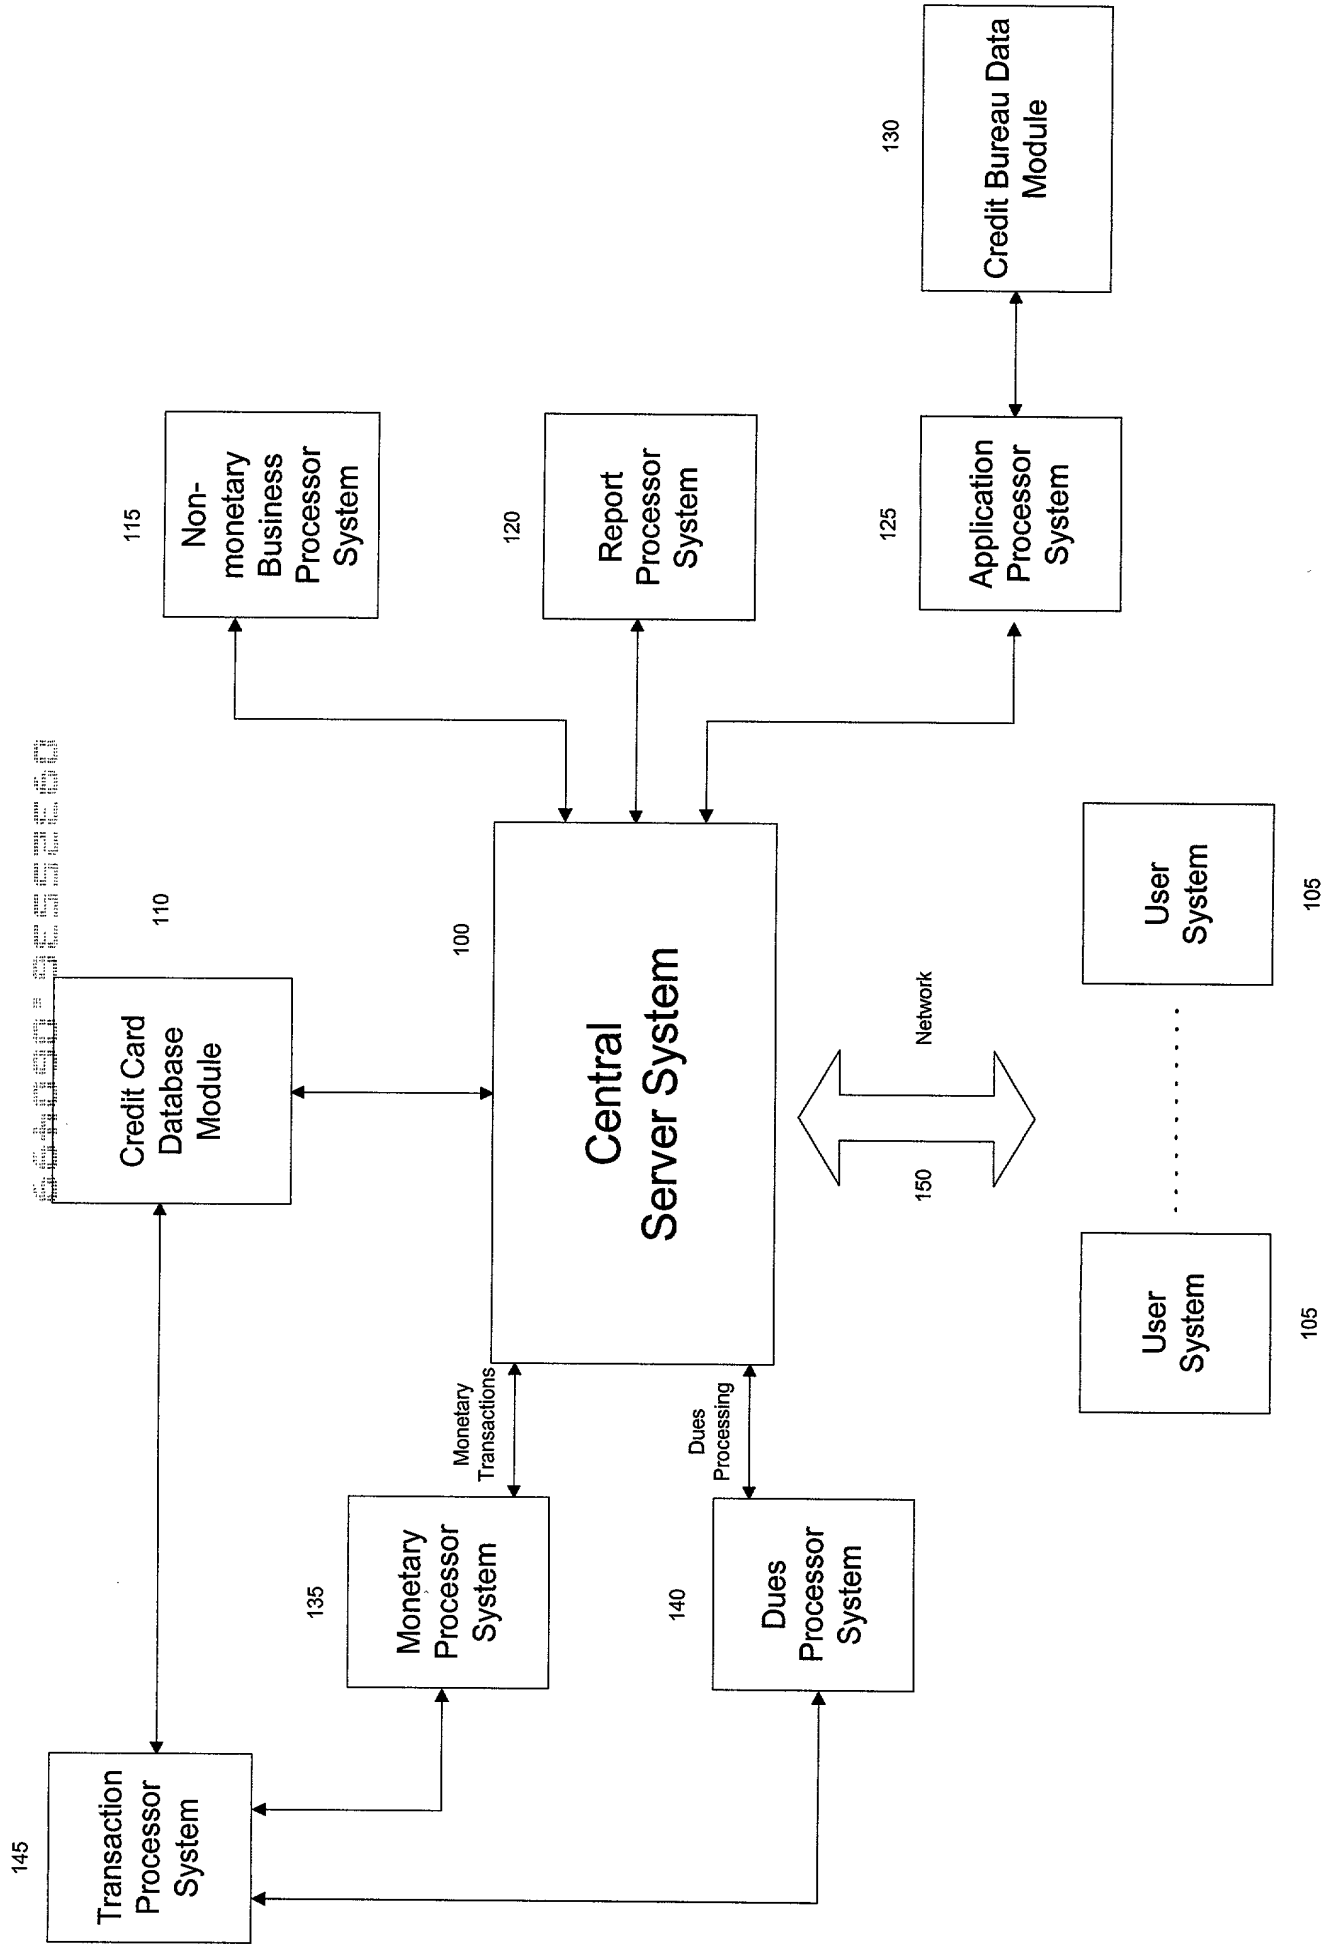 145
Transaction
Processor
System
Credit Card
Database
Module
110
115
Non-
monetary
Business
Processor
System
135
Monetary
Processor
System
Monetary
Transactions
100
Central
Server System
120
Report
Processor
System
140
Dues
Processor
System
Dues
Processing
125
Application
Processor
System
130
Credit Bureau Data
Module
150
Network
User
System
105
User
System
105